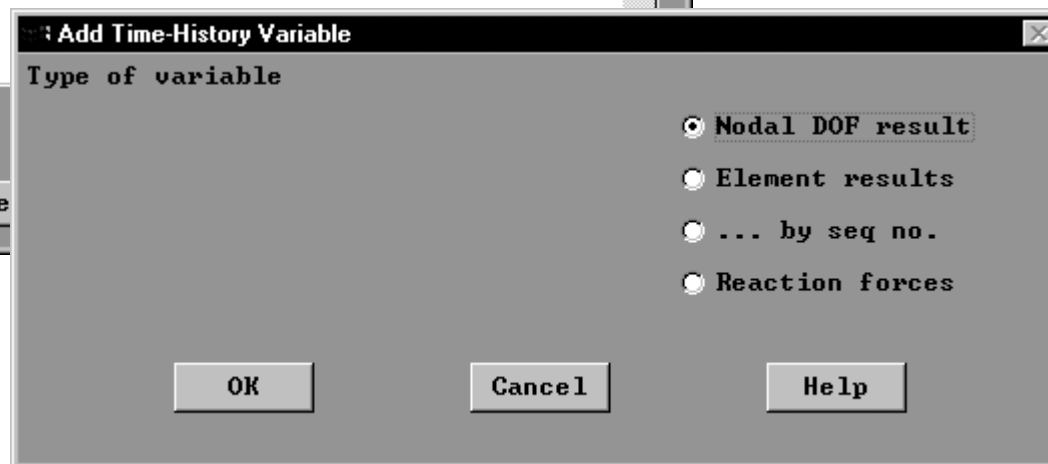 Add Time-History Variable
Type of variable
Nodal DOF result
Element results
... by seq no.
Reaction forces
e
OK Cancel Help